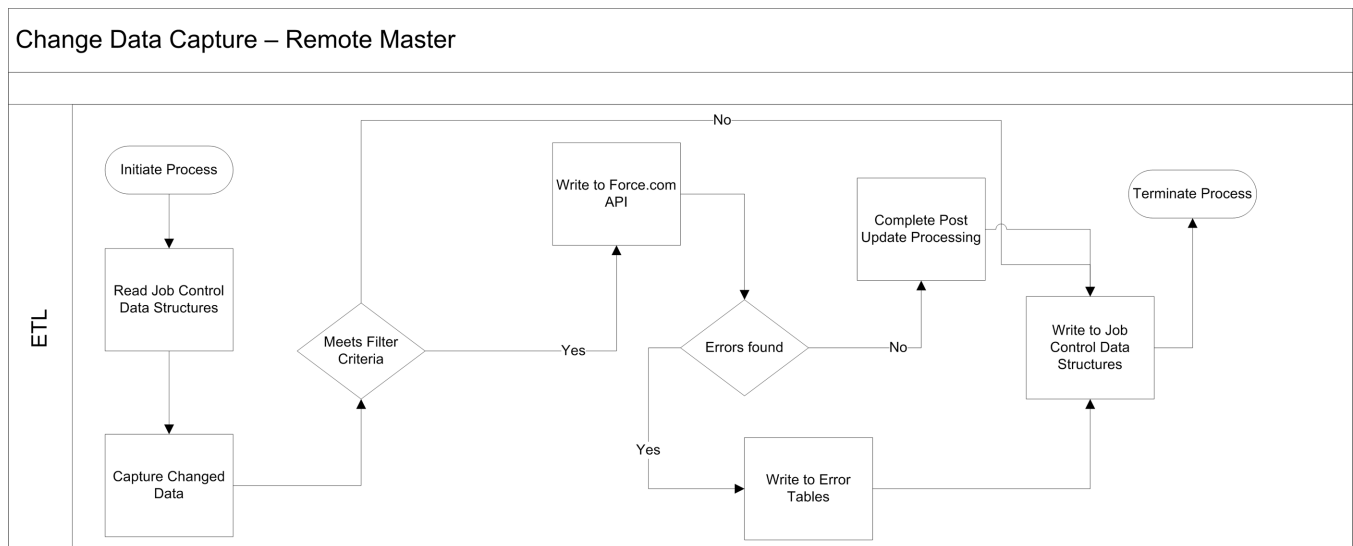 Change Data Capture – Remote Master
ETL
Initiate Process
Read Job Control
Data Structures
Capture Changed
Data
Meets Filter
Criteria
No
Yes
Write to Force.com
API
Errors found
No
Yes
Complete Post
Update Processing
Write to Error
Tables
Write to Job
Control Data
Structures
Terminate Process